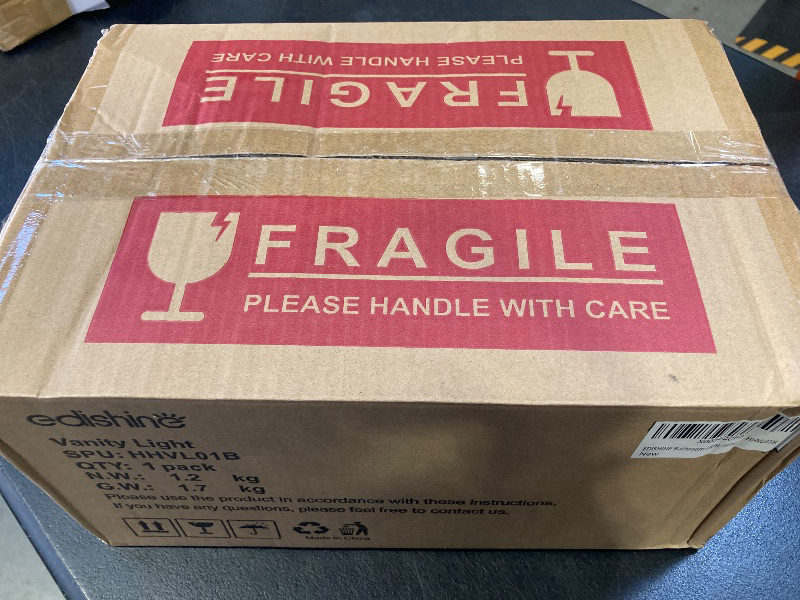 PLEASE HANDLE WITH CARE
FRAGILE
FRAGILE
PLEASE HANDLE WITH CARE
edishine
Vanity Light
SPU: HHVL01B
QTY: 1 pack
N.W.: 1.2 kg
G.W.: 1.7 kg
Please use the product in accordance with these instructions.
If you have any questions, please feel free to contact us.
Made in China
EDISHINE Bathroom
New